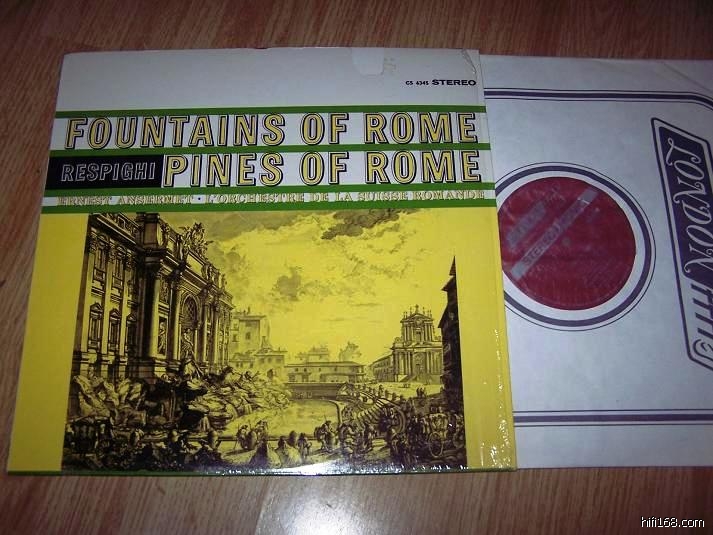 CS 6345 STEREO
FOUNTAINS OF ROME
RESPIGHI PINES OF ROME
ERNEST ANSERMET · L'ORCHESTRE DE LA SUISSE ROMANDE
LONDON
hifi168.com